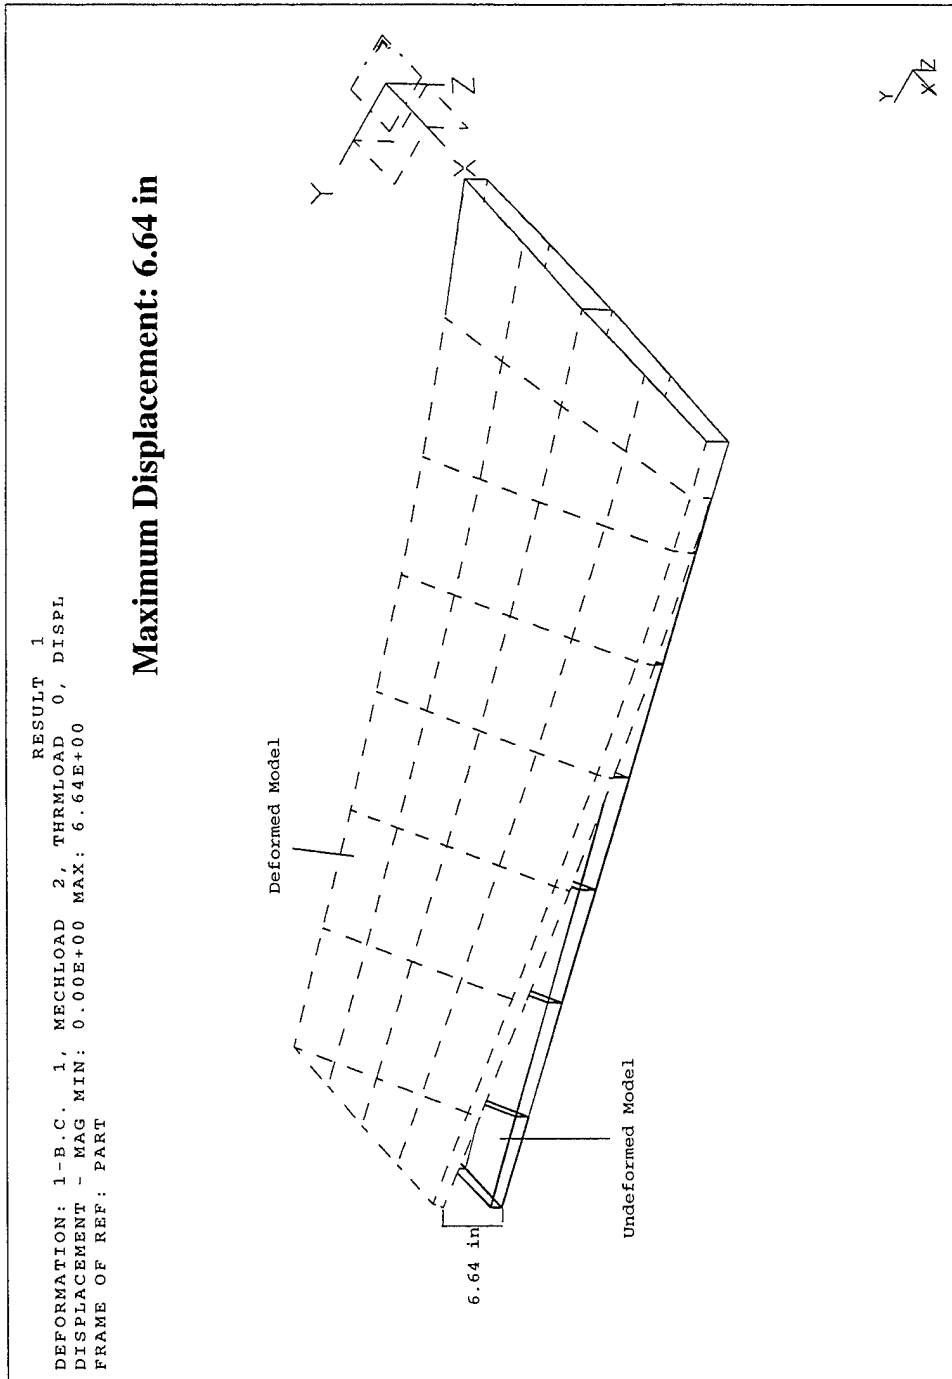 RESULT 1
DEFORMATION: 1-B.C. 1, MECHLOAD 2, THRMLOAD 0, DISPL
DISPLACEMENT - MAG MIN: 0.00E+00 MAX: 6.64E+00
FRAME OF REF: PART
Maximum Displacement: 6.64 in
Deformed Model
Undeformed Model
6.64 in
Y
Z
X
Y
X
Z